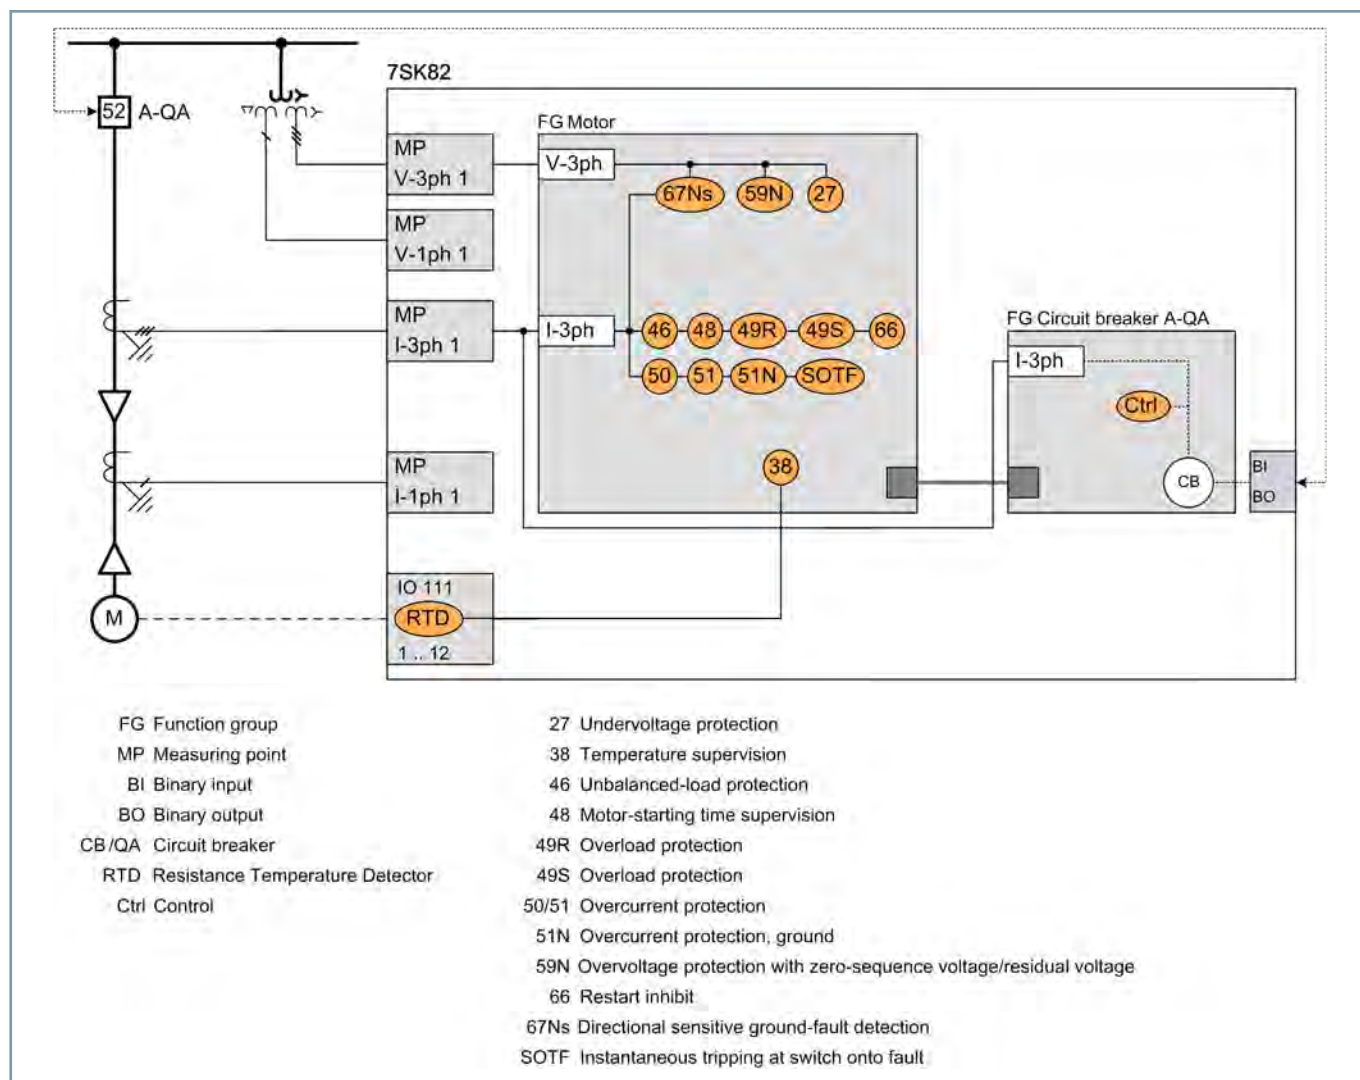 7SK82
52 A-QA
FG Motor
MP
V-3ph 1
V-3ph
67Ns 59N 27
MP
V-1ph 1
MP
I-3ph 1
I-3ph
46 48 49R 49S 66
50 51 51N SOTF
FG Circuit breaker A-QA
I-3ph
Ctrl
CB
BI
BO
38
MP
I-1ph 1
IO 111
RTD
1 .. 12
M
FG Function group
MP Measuring point
BI Binary input
BO Binary output
CB/QA Circuit breaker
RTD Resistance Temperature Detector
Ctrl Control
27 Undervoltage protection
38 Temperature supervision
46 Unbalanced-load protection
48 Motor-starting time supervision
49R Overload protection
49S Overload protection
50/51 Overcurrent protection
51N Overcurrent protection, ground
59N Overvoltage protection with zero-sequence voltage/residual voltage
66 Restart inhibit
67Ns Directional sensitive ground-fault detection
SOTF Instantaneous tripping at switch onto fault